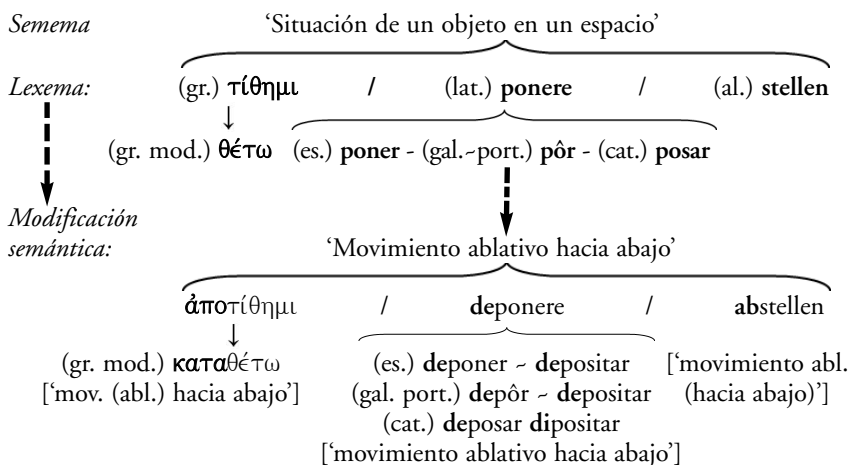 Semema ‘Situación de un objeto en un espacio’
Lexema: (gr.) τίθημι / (lat.) ponere / (al.) stellen
↓
(gr. mod.) θέτω (es.) poner - (gal.~port.) pôr - (cat.) posar
Modificación
semántica: ‘Movimiento ablativo hacia abajo’
ἀποτίθημι / deponere / abstellen
↓
(gr. mod.) καταθέτω (es.) deponer ~ depositar [‘movimiento abl.
[‘mov. (abl.) hacia abajo’] (gal. port.) depôr ~ depositar (hacia abajo)’]
(cat.) deposar dipositar
[‘movimiento ablativo hacia abajo’]